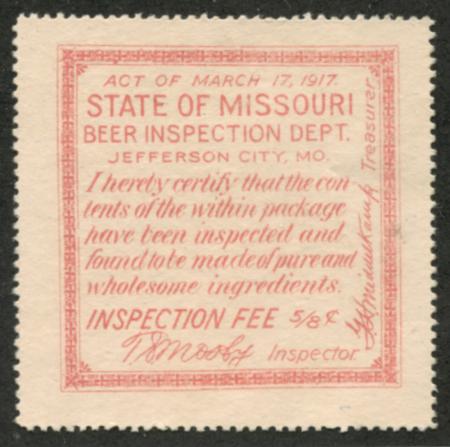 ACT OF MARCH 17, 1917.
STATE OF MISSOURI
BEER INSPECTION DEPT.
JEFFERSON CITY, MO.
I hereby certify that the con
tents of the within package
have been inspected and
found to be made of pure and
wholesome ingredients.
INSPECTION FEE 5/8¢
Inspector
Treasurer